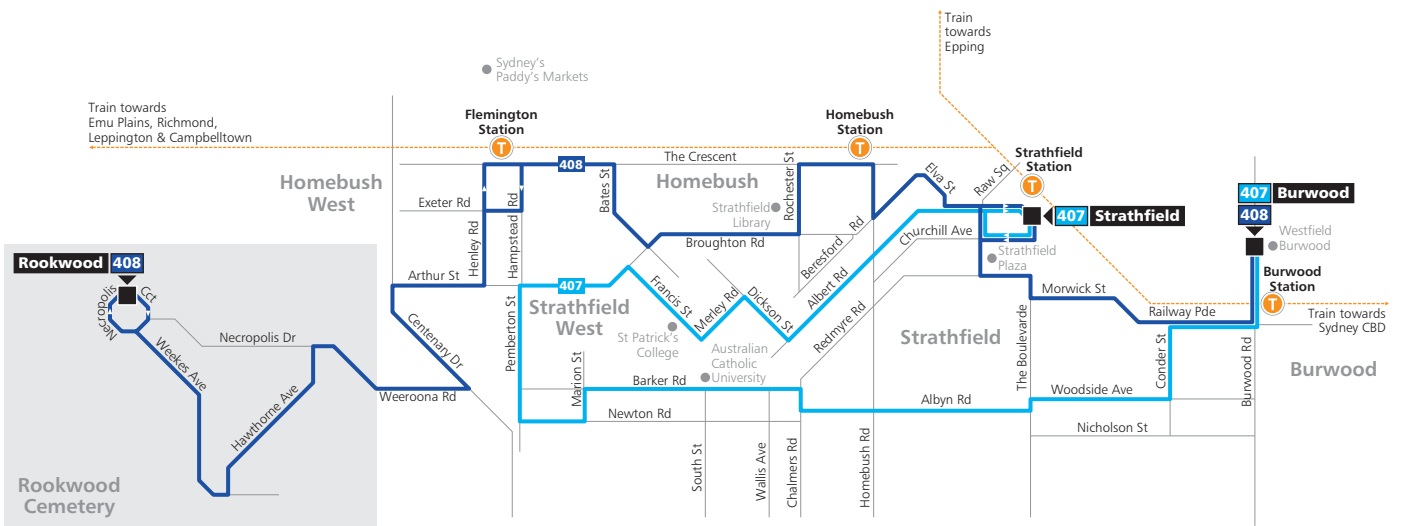 Train
towards
Epping
Sydney's
Paddy's Markets
Train towards
Emu Plains, Richmond,
Leppington & Campbelltown
Flemington
Station
T
Homebush
Station
T
Strathfield
Station
T
408
The Crescent
Homebush
West
Homebush
Exeter Rd
Bates St
Rochester St
Elva St
Raw Sq
407 Burwood
408
407 Strathfield
Strathfield
Library
Hampstead Rd
Henley Rd
Broughton Rd
Beresford Rd
Churchill Ave
Strathfield
Plaza
Westfield
Burwood
Rookwood 408
Necropolis Cct
Necropolis
Arthur St
407
Albert Rd
Burwood
Station
T
Morwick St
Railway Pde
Train towards
Sydney CBD
Strathfield
West
Francis St
Merley Rd
Dickson St
Redmyre Rd
Centenary Dr
Pemberton St
Necropolis Dr
St Patrick's
College
Australian
Catholic
University
Strathfield
The Boulevarde
Conder St
Burwood Rd
Burwood
Weekes Ave
Hawthorne Ave
Weeroona Rd
Marion St
Barker Rd
Albyn Rd
Woodside Ave
Newton Rd
Nicholson St
South St
Wallis Ave
Chalmers Rd
Homebush Rd
Rookwood
Cemetery